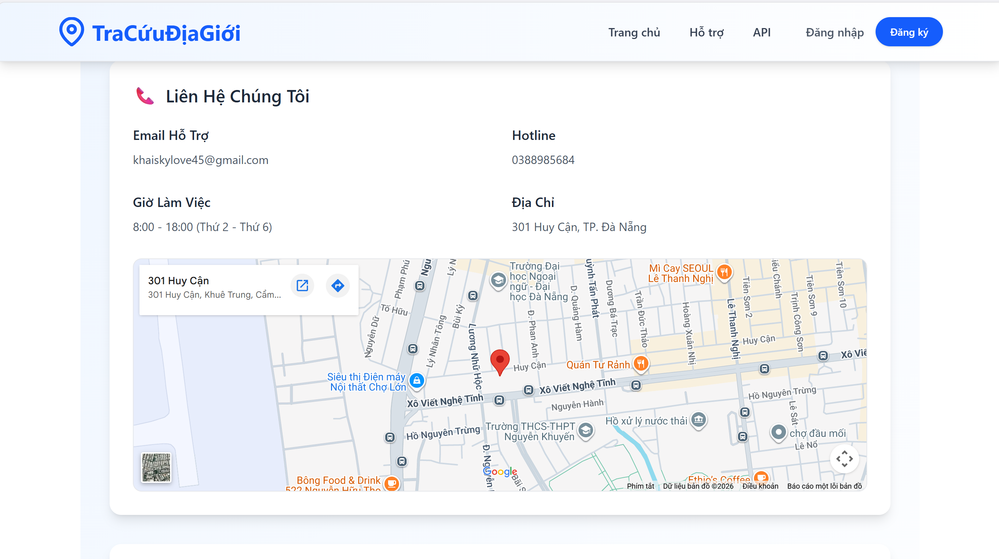 TraCứuĐịaGiới
Trang chủ
Hỗ trợ
API
Đăng nhập
Đăng ký
Liên Hệ Chúng Tôi
Email Hỗ Trợ
Hotline
khaiskylove45@gmail.com
0388985684
Giờ Làm Việc
Địa Chỉ
8:00 - 18:00 (Thứ 2 - Thứ 6)
301 Huy Cận, TP. Đà Nẵng
301 Huy Cận
301 Huy Cận, Khuê Trung, Cẩm...
Phạm Phú
Trường Đại
học Ngoại
ngữ - Đại
học Đà Nẵng
Mì Cay SEOUL
Lê Thanh Nghị
Tiên Sơn 2
Tiên Sơn 9
Tiên Sơn 10
Trịnh Công Sơn
Tố Hữu
Nguyễn Dữ
Lý Nhân Tông
Bùi Kỷ
Lương Nhữ Hộc
Đ. Phan Anh
D. Quảng Hàm
Dương Bá Trạc
Trần Đức Thảo
Hoàng Xuân Nhị
Lê Thanh Nghị
Huy Cận
Huy Cận
Quán Tư Rảnh
Siêu thị Điện máy
Nội thất Chợ Lớn
Xô Viết Nghệ Tĩnh
Xô Viết Nghệ Tĩnh
Nguyễn Hành
Hồ Nguyên Trừng
Hồ Nguyên Trừng
Trường THCS-THPT
Nguyễn Khuyến
Hồ xử lý nước thải
Lê Sát
chợ đầu mối
Lê Nổ
Google
Bông Food & Drink
522 Nguyễn Hữu Thọ
Ethio's Coffee
Phím tắt
Dữ liệu bản đồ ©2026
Điều khoản
Báo cáo một lỗi bản đồ